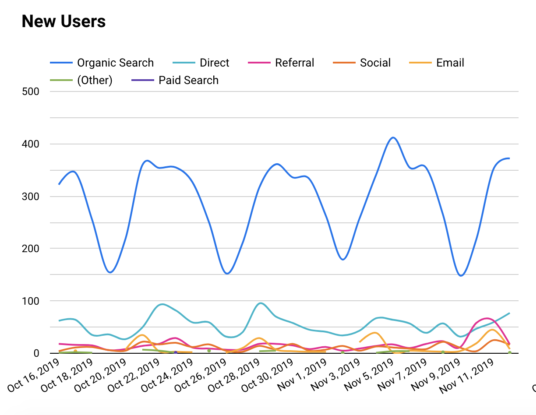 New Users
Organic Search Direct Referral Social Email
(Other) Paid Search
500
400
300
200
100
0
Oct 16, 2019 Oct 18, 2019 Oct 20, 2019 Oct 22, 2019 Oct 24, 2019 Oct 26, 2019 Oct 28, 2019 Oct 30, 2019 Nov 1, 2019 Nov 3, 2019 Nov 5, 2019 Nov 7, 2019 Nov 9, 2019 Nov 11, 2019